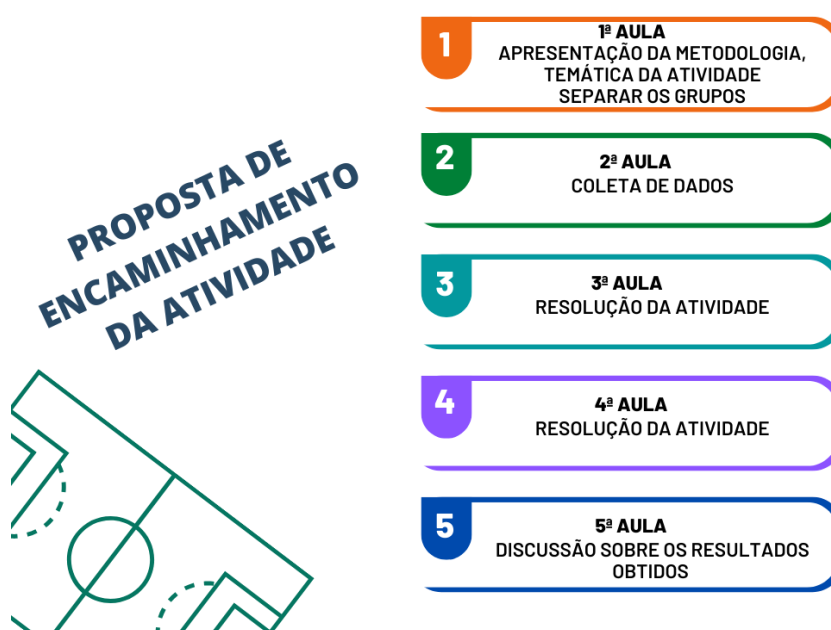 PROPOSTA DE
ENCAMINHAMENTO
DA ATIVIDADE
1
1ª AULA
APRESENTAÇÃO DA METODOLOGIA,
TEMÁTICA DA ATIVIDADE
SEPARAR OS GRUPOS
2
2ª AULA
COLETA DE DADOS
3
3ª AULA
RESOLUÇÃO DA ATIVIDADE
4
4ª AULA
RESOLUÇÃO DA ATIVIDADE
5
5ª AULA
DISCUSSÃO SOBRE OS RESULTADOS
OBTIDOS